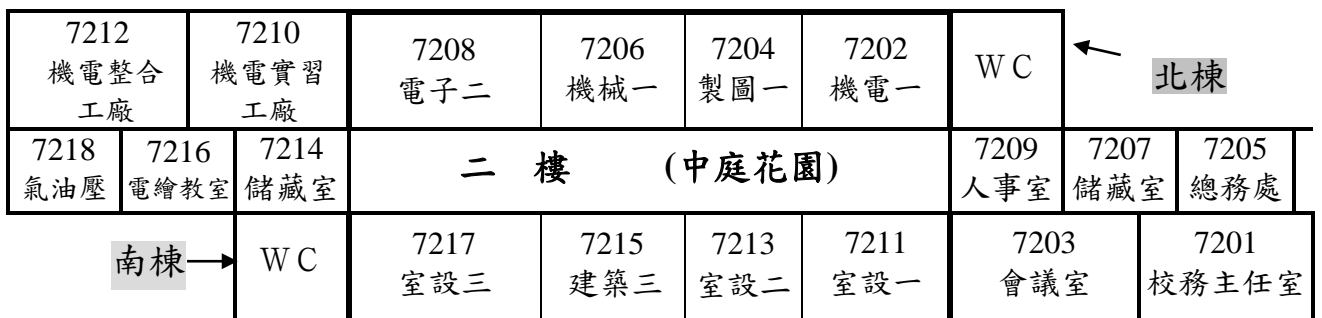 7212
機電整合
工廠
7210
機電實習
工廠
7208
電子二
7206
機械一
7204
製圖一
7202
機電一
WC
北棟
7218
氣油壓
7216
電繪教室
7214
儲藏室
二 樓 (中庭花園)
7209
人事室
7207
儲藏室
7205
總務處
南棟
WC
7217
室設三
7215
建築三
7213
室設二
7211
室設一
7203
會議室
7201
校務主任室